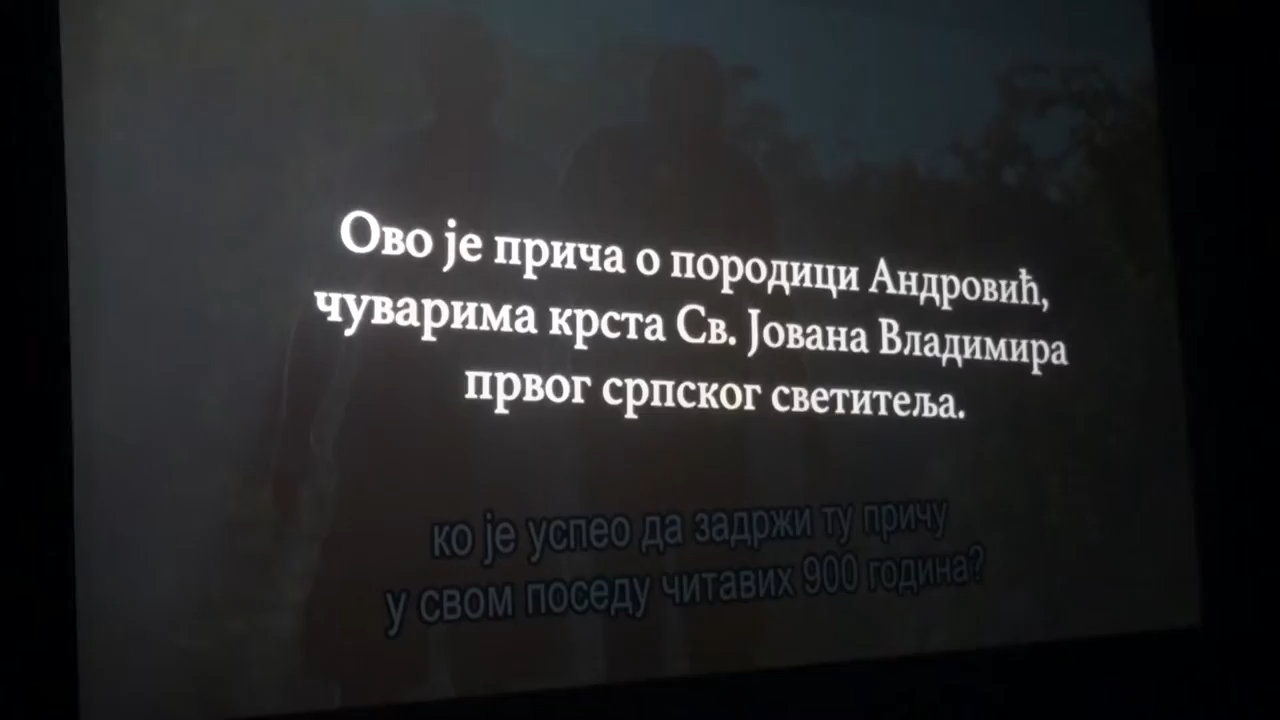 Ово је прича о породици Андровић,
чуварима крста Св. Јована Владимира
првог српског светитеља.
ко је успео да задржи ту причу
у свом поседу читавих 900 година?